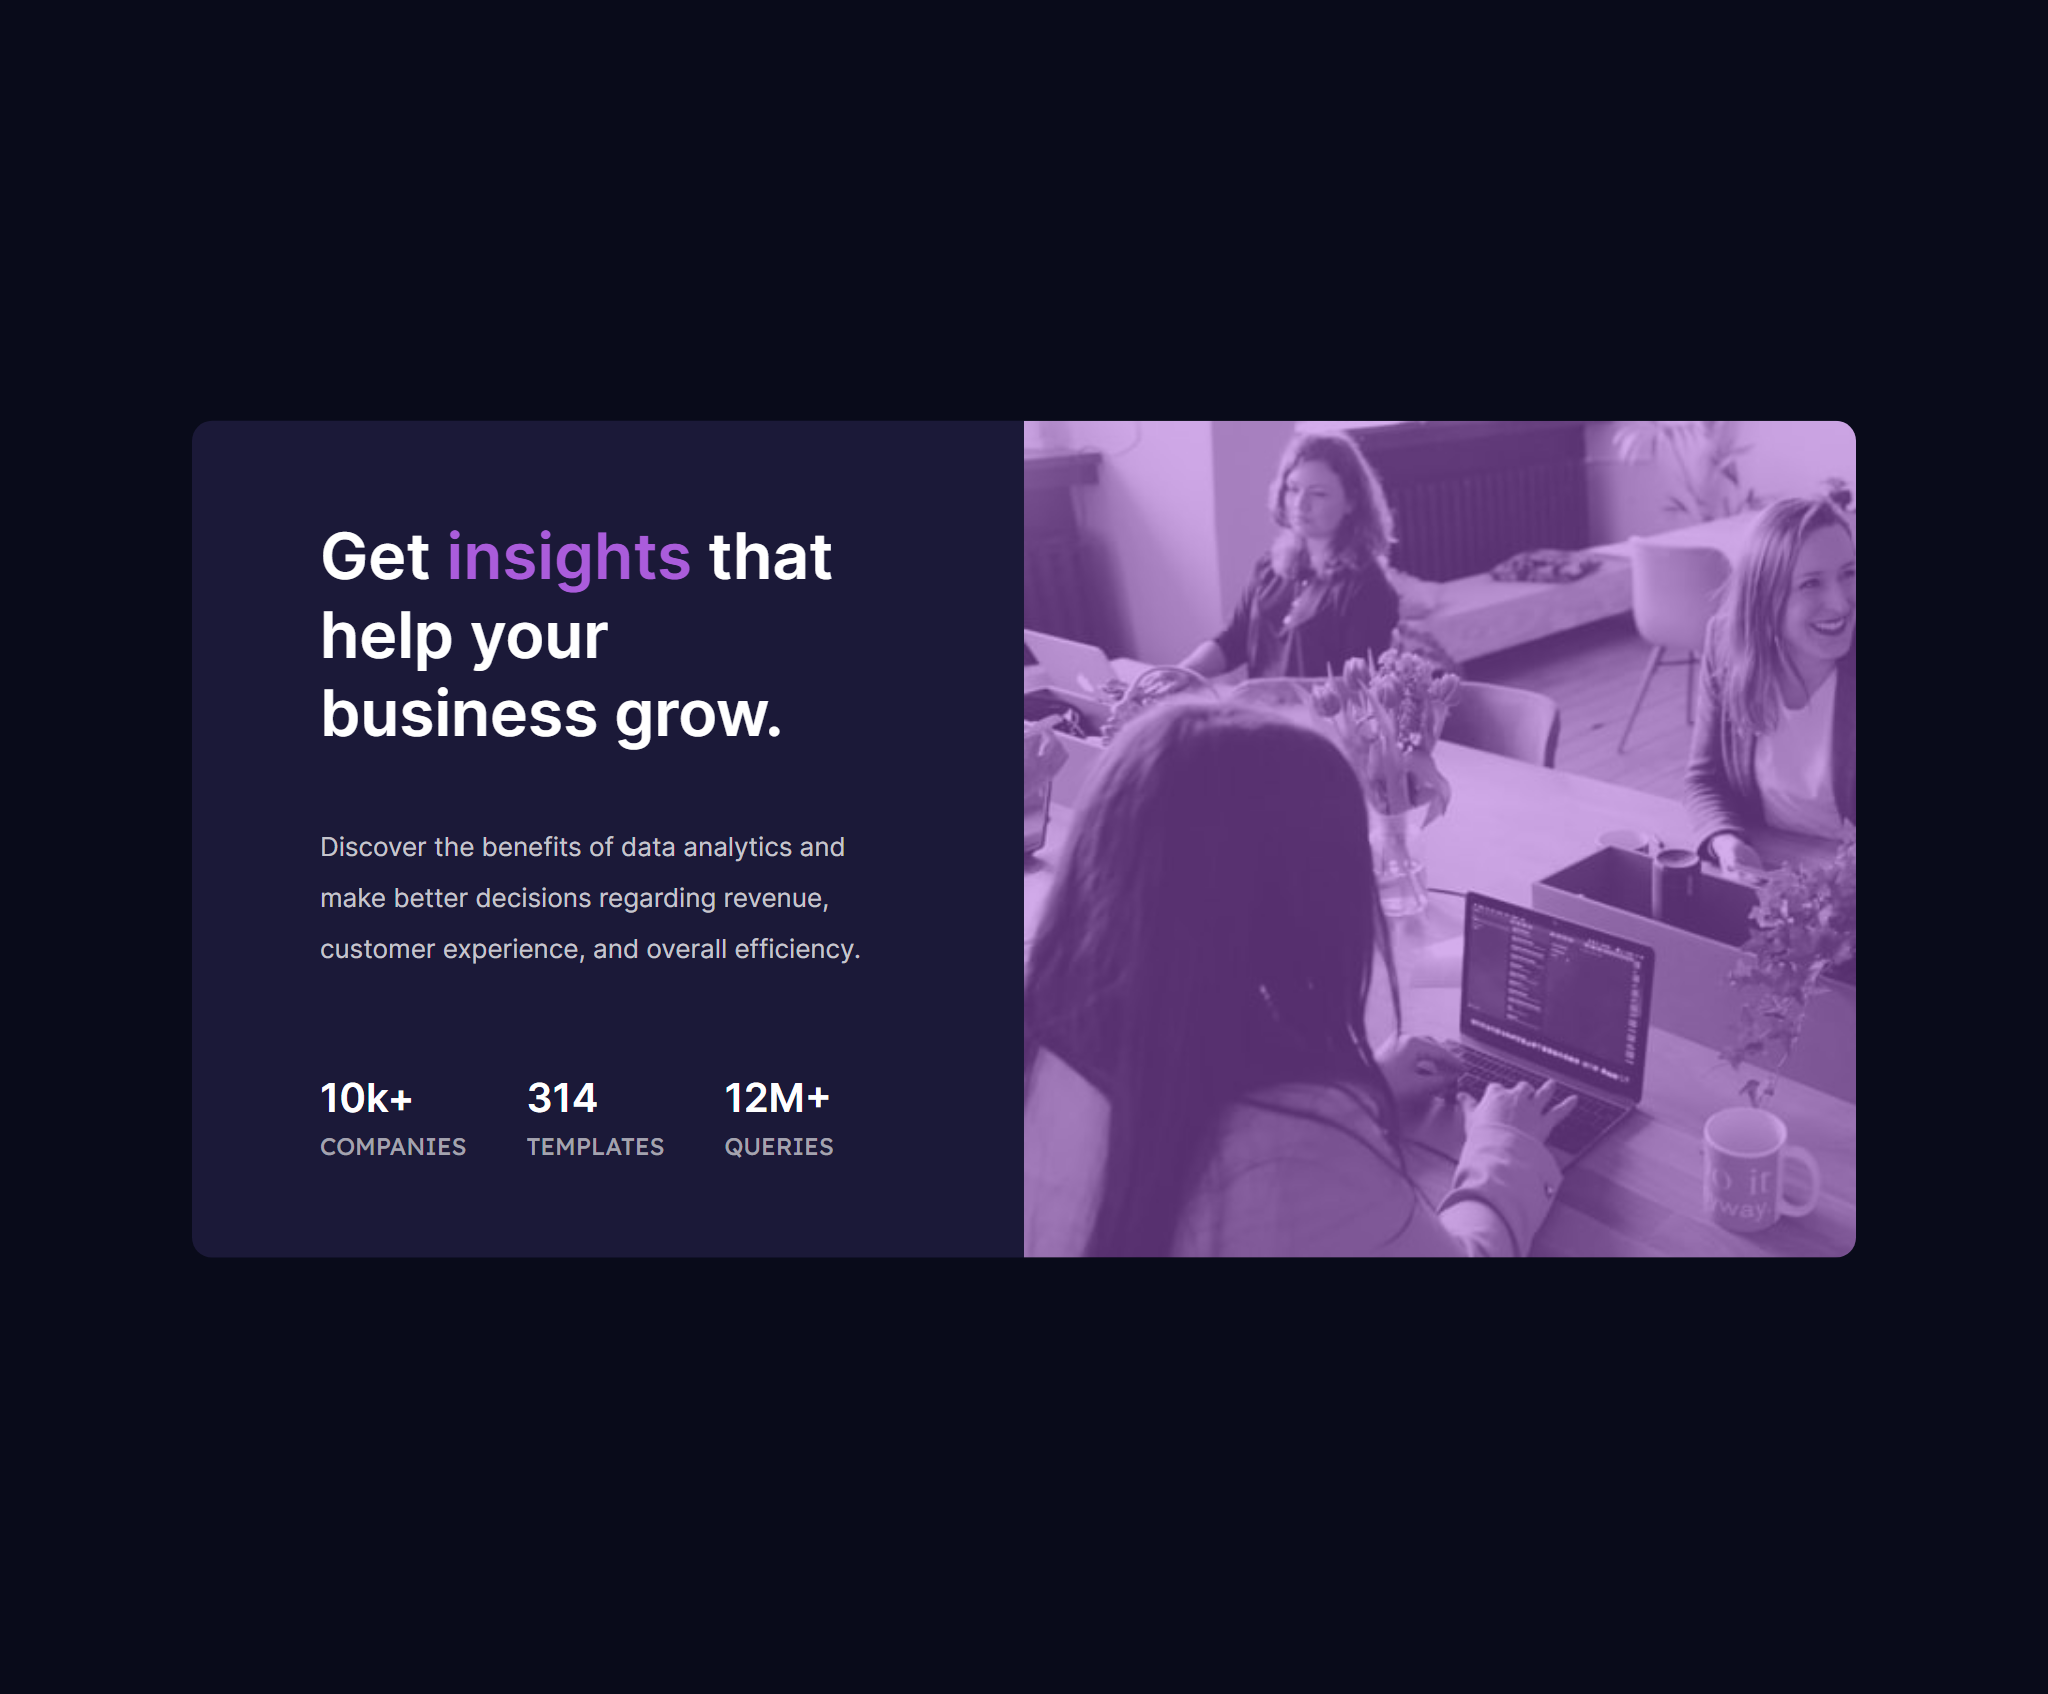 Get insights that
help your
business grow.
Discover the benefits of data analytics and
make better decisions regarding revenue,
customer experience, and overall efficiency.
10k+ 314 12M+
COMPANIES TEMPLATES QUERIES